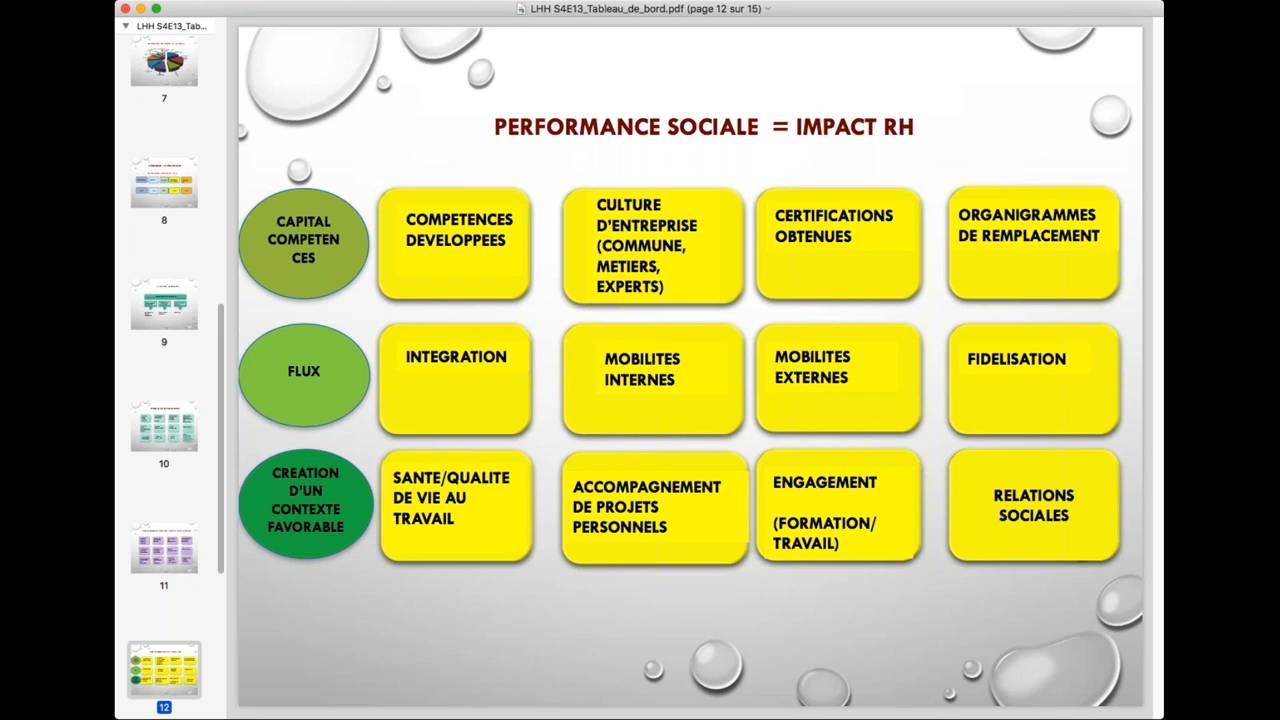 LHH S4E13_Tableau_de_bord.pdf (page 12 sur 15)
LHH S4E13_Tab...
7
8
9
10
11
12
PERFORMANCE SOCIALE = IMPACT RH
CAPITAL
COMPETEN
CES
COMPETENCES
DEVELOPPEES
CULTURE
D'ENTREPRISE
(COMMUNE,
METIERS,
EXPERTS)
CERTIFICATIONS
OBTENUES
ORGANIGRAMMES
DE REMPLACEMENT
FLUX
INTEGRATION
MOBILITES
INTERNES
MOBILITES
EXTERNES
FIDELISATION
CREATION
D'UN
CONTEXTE
FAVORABLE
SANTE/QUALITE
DE VIE AU
TRAVAIL
ACCOMPAGNEMENT
DE PROJETS
PERSONNELS
ENGAGEMENT
(FORMATION/
TRAVAIL)
RELATIONS
SOCIALES